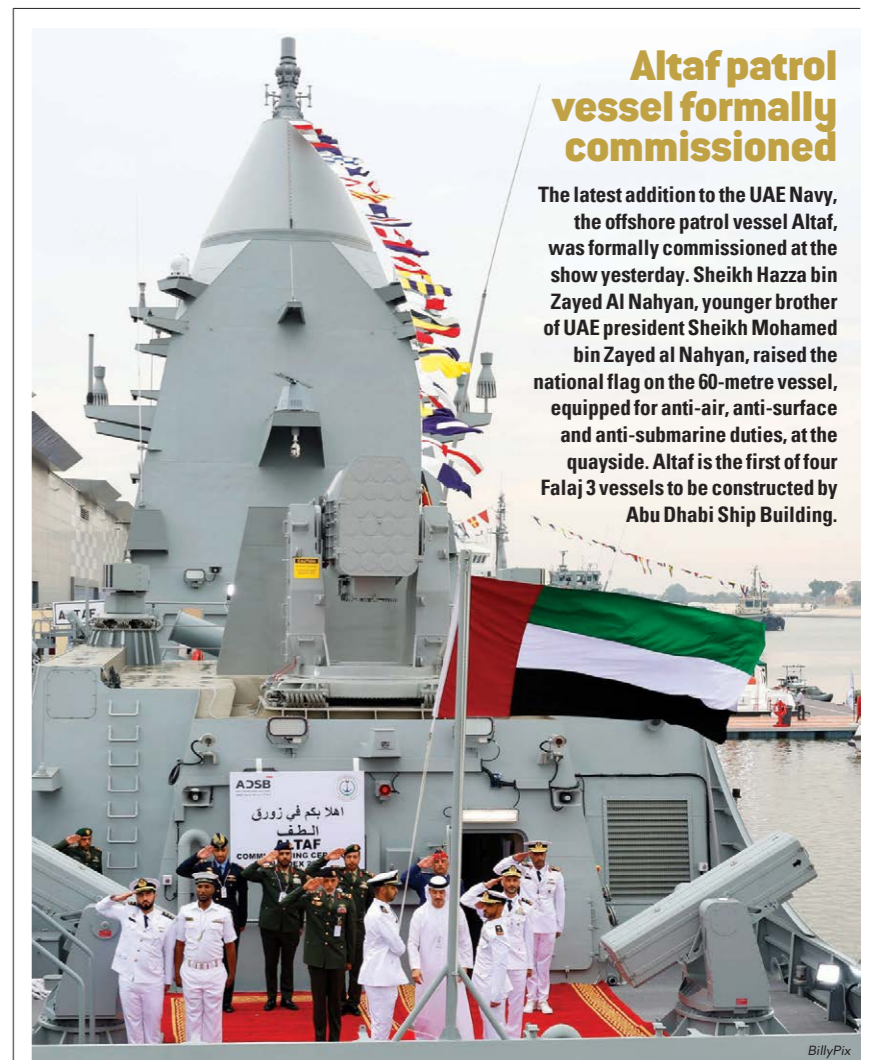 Altaf patrol
vessel formally
commissioned
The latest addition to the UAE Navy,
the offshore patrol vessel Altaf,
was formally commissioned at the
show yesterday. Sheikh Hazza bin
Zayed Al Nahyan, younger brother
of UAE president Sheikh Mohamed
bin Zayed al Nahyan, raised the
national flag on the 60-metre vessel,
equipped for anti-air, anti-surface
and anti-submarine duties, at the
quayside. Altaf is the first of four
Falaj 3 vessels to be constructed by
Abu Dhabi Ship Building.
CAUTION
ADSB
اهلا بكم في زورق
الطف
ALTAF
BillyPix